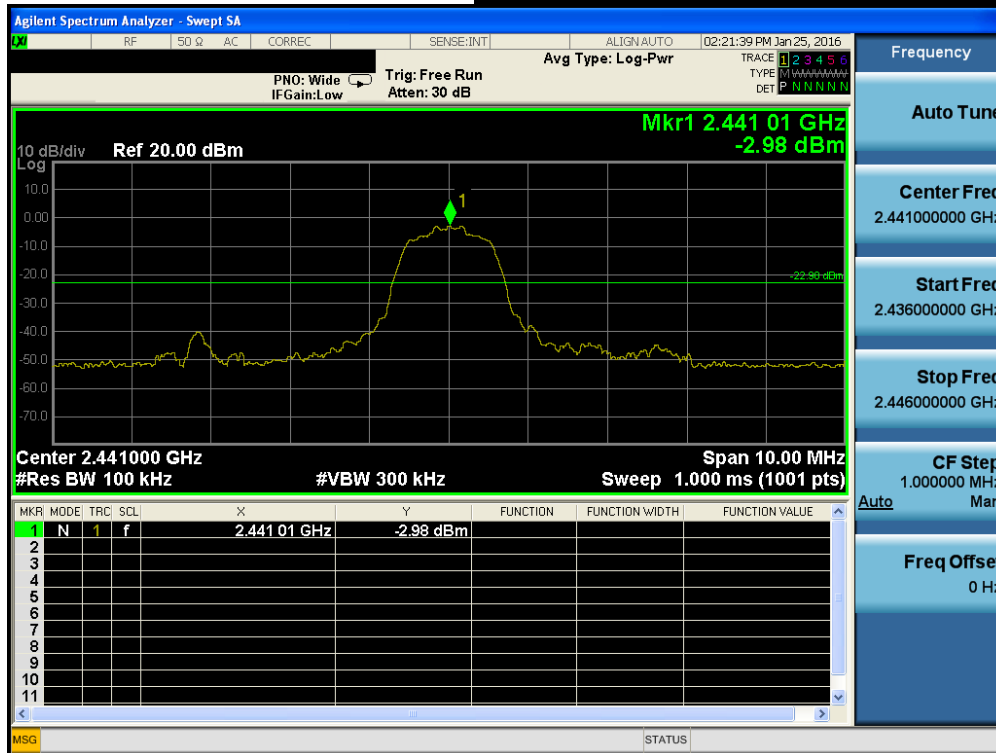 Agilent Spectrum Analyzer - Swept SA
LXI RF 50 Ω AC CORREC SENSE:INT ALIGN AUTO 02:21:39 PM Jan 25, 2016
PNO: Wide Trig: Free Run Avg Type: Log-Pwr TRACE 1 2 3 4 5 6
IFGain:Low Atten: 30 dB TYPE M
DET P N N N N N
Mkr1 2.441 01 GHz
10 dB/div Ref 20.00 dBm -2.98 dBm
Log
10.0
1
0.00
-10.0
-20.0
-22.98 dBm
-30.0
-40.0
-50.0
-60.0
-70.0
Center 2.441000 GHz Span 10.00 MHz
#Res BW 100 kHz #VBW 300 kHz Sweep 1.000 ms (1001 pts)
MKR MODE TRC SCL X Y FUNCTION FUNCTION WIDTH FUNCTION VALUE
1 N 1 f 2.441 01 GHz -2.98 dBm
2
3
4
5
6
7
8
9
10
11
MSG STATUS
Frequency
Auto Tune
Center Freq
2.441000000 GHz
Start Freq
2.436000000 GHz
Stop Freq
2.446000000 GHz
CF Step
1.000000 MHz
Auto Man
Freq Offset
0 Hz